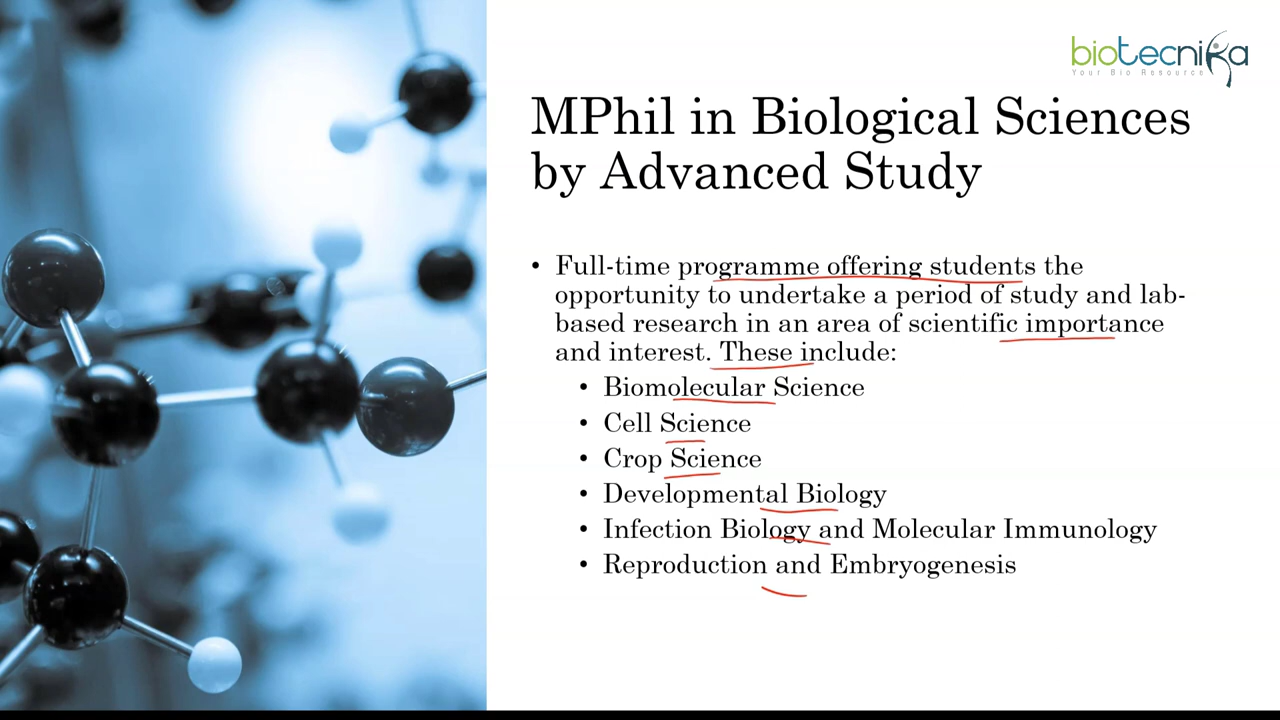 biotecnika
Your Bio Resource
MPhil in Biological Sciences
by Advanced Study
• Full-time programme offering students the
opportunity to undertake a period of study and lab-
based research in an area of scientific importance
and interest. These include:
• Biomolecular Science
• Cell Science
• Crop Science
• Developmental Biology
• Infection Biology and Molecular Immunology
• Reproduction and Embryogenesis